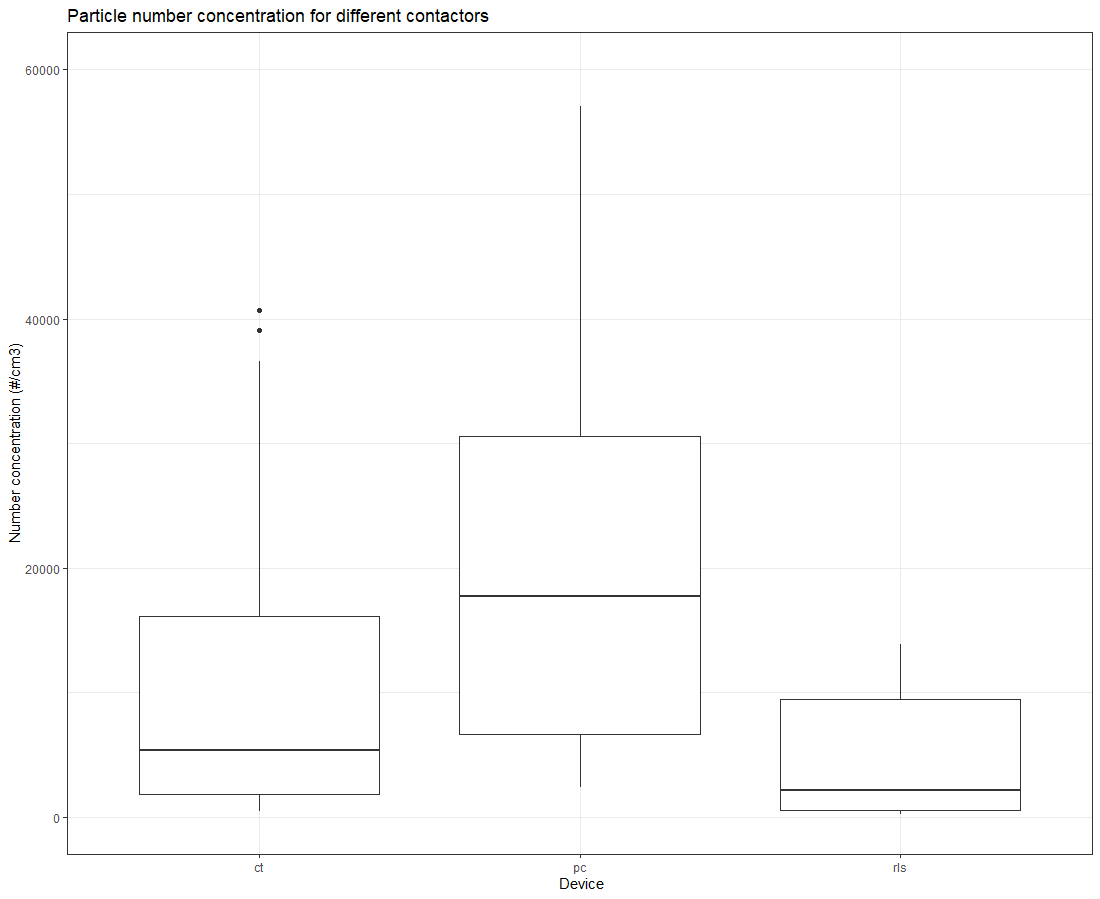 Particle number concentration for different contactors
60000
40000
20000
0
Number concentration (#/cm3)
ct pc rls
Device